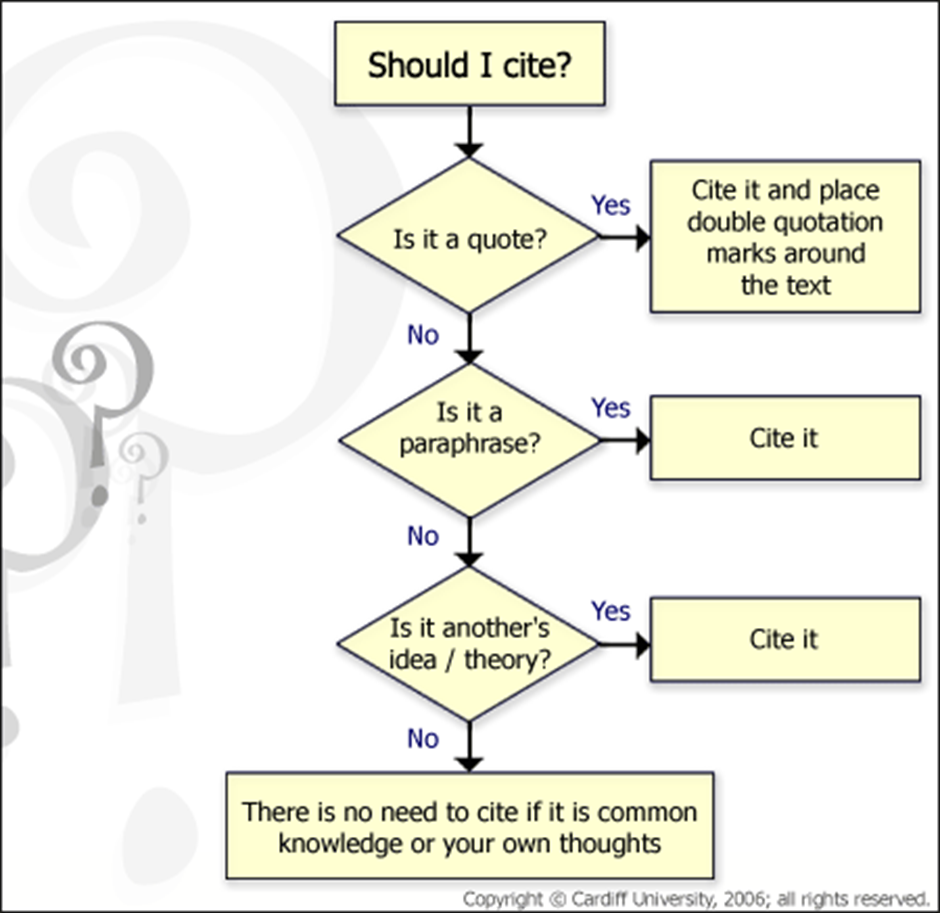 Should I cite?
Is it a quote?
Yes
Cite it and place
double quotation
marks around
the text
No
Is it a
paraphrase?
Yes
Cite it
No
Is it another's
idea / theory?
Yes
Cite it
No
There is no need to cite if it is common
knowledge or your own thoughts
Copyright © Cardiff University, 2006; all rights reserved.